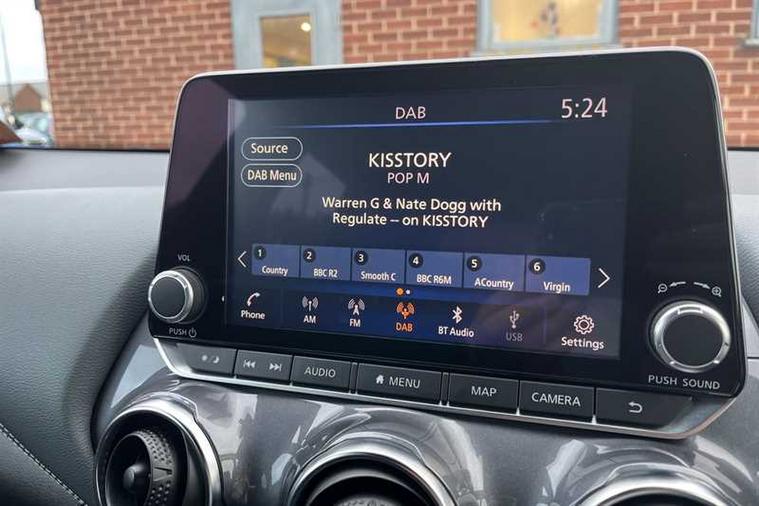 DAB
5:24
Source
DAB Menu
KISSTORY
POP M
Warren G & Nate Dogg with
Regulate -- on KISSTORY
1 Country
2 BBC R2
3 Smooth C
4 BBC R6M
5 ACountry
6 Virgin
Phone
AM
FM
DAB
BT Audio
USB
Settings
VOL
PUSH
PUSH SOUND
AUDIO
MENU
MAP
CAMERA